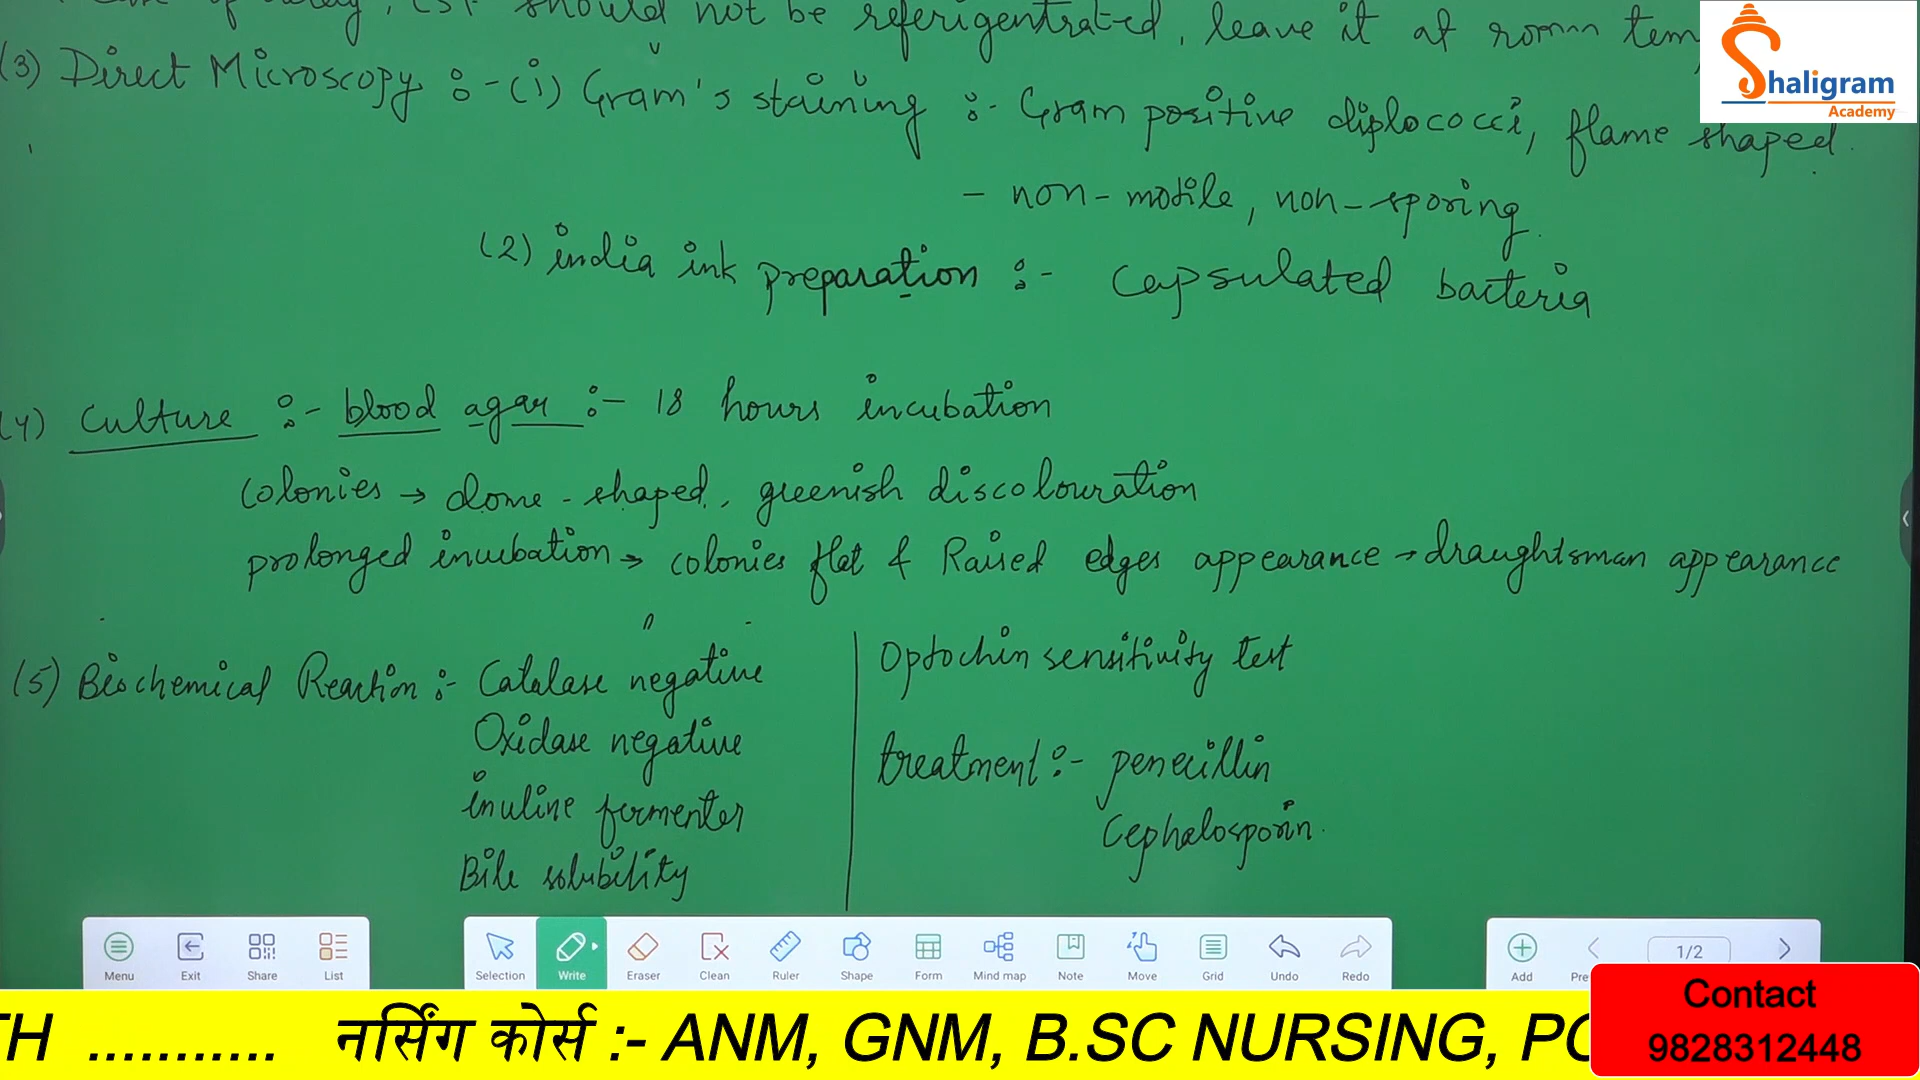 CSF should not be referigentrated, leave it at room tem
(3) Direct Microscopy :- (i) Gram's staining :- Gram positive diplococci, flame shaped.
- non-motile, non-sporing
(2) india ink preparation :- capsulated bacteria
(4) Culture :- blood agar :- 18 hours incubation
colonies → dome-shaped, greenish discolouration
prolonged incubation → colonies flat & Raised edges appearance → draughtsman appearance
(5) Biochemical Reaction :- Catalase negative
Oxidase negative
inuline fermenter
Bile solubility
Optochin sensitivity test
treatment :- penecillin
Cephalosporin.
Shaligram
Academy
Menu Exit Share List Selection Write Eraser Clean Ruler Shape Form Mind map Note Move Grid Undo Redo Add Pre 1/2
TH ........... नर्सिंग कोर्स :- ANM, GNM, B.SC NURSING, PO
Contact
9828312448